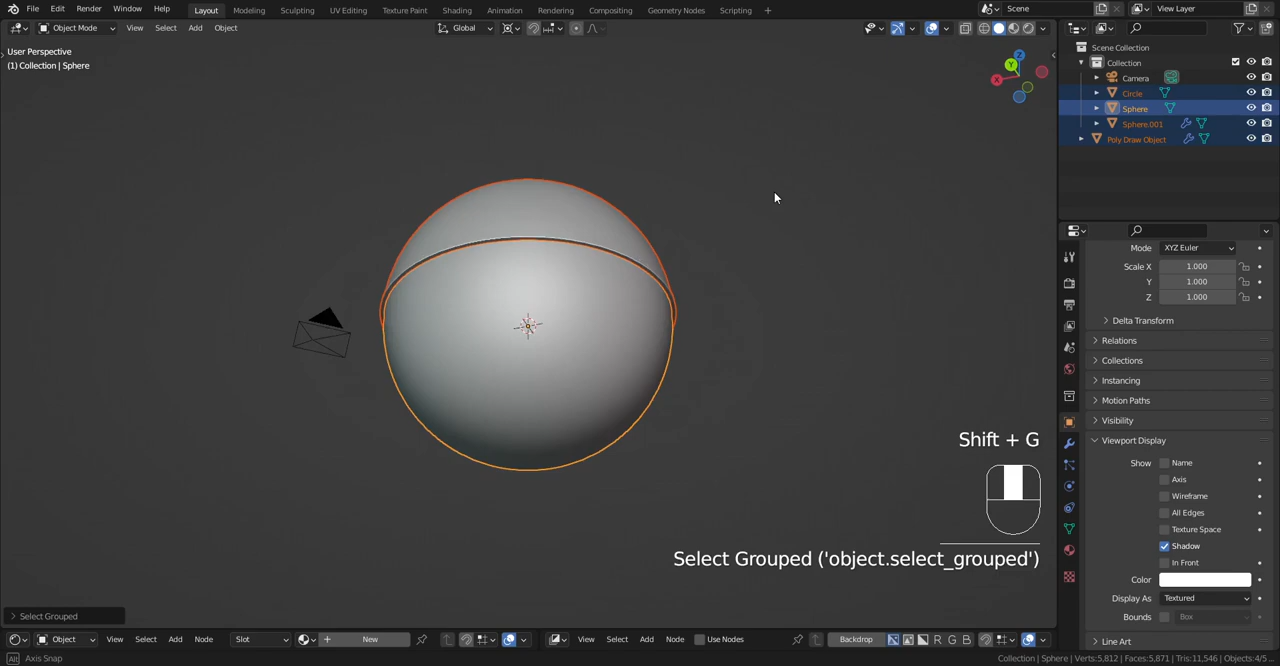 File Edit Render Window Help Layout Modeling Sculpting UV Editing Texture Paint Shading Animation Rendering Compositing Geometry Nodes Scripting + Scene View Layer
Object Mode View Select Add Object Global
User Perspective
(1) Collection | Sphere
Z
Y
X
Scene Collection
Collection
Camera
Circle
Sphere
Sphere.001
Poly Draw Object
Mode XYZ Euler
Scale X 1.000
Y 1.000
Z 1.000
Delta Transform
Relations
Collections
Instancing
Motion Paths
Visibility
Viewport Display
Show Name
Axis
Wireframe
All Edges
Texture Space
Shadow
In Front
Color
Display As Textured
Bounds Box
Line Art
Shift + G
Select Grouped ('object.select_grouped')
Select Grouped
Object View Select Add Node Slot New View Select Add Node Use Nodes Backdrop R G B
Alt Axis Snap
Collection | Sphere | Verts:5,812 | Faces:5,871 | Tris:11,546 | Objects:4/5